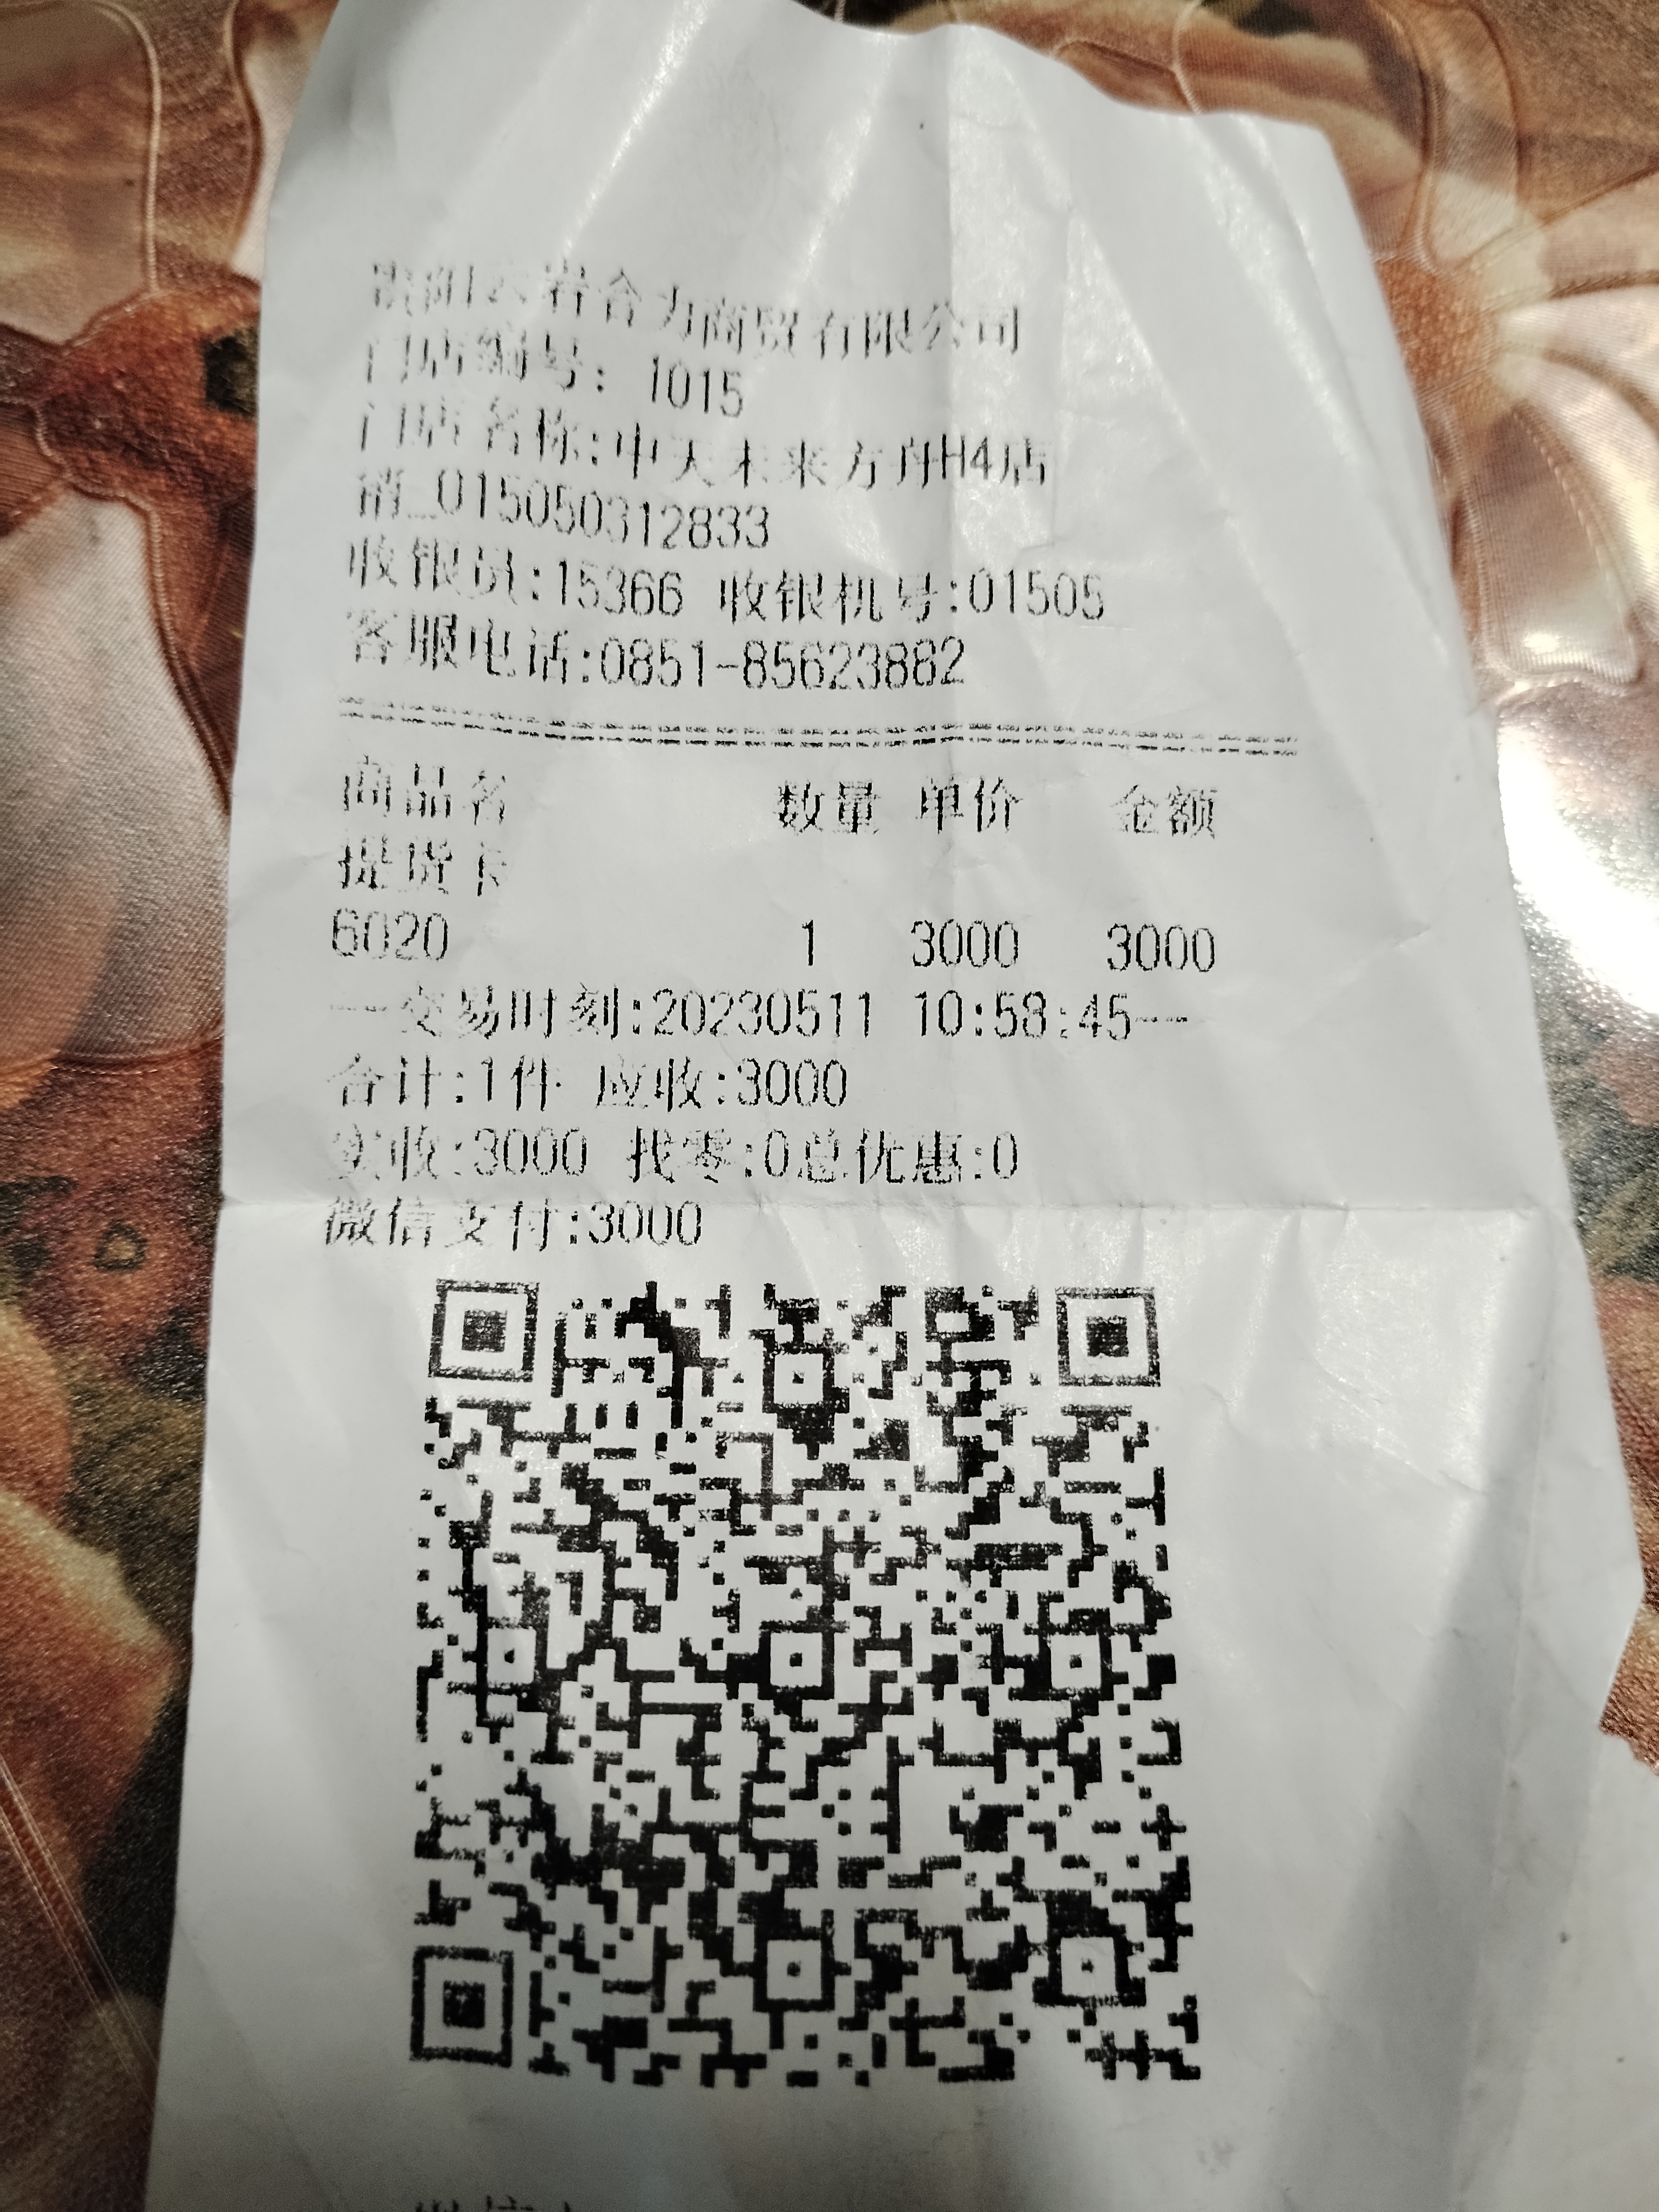 贵阳云岩合力商贸有限公司
门店编号: 1015
门店名称:中天未来方舟H4店
销_015050312833
收银员:15366 收银机号:01505
客服电话:0851-85623882
商品名 数量 单价 金额
提货卡
6020 1 3000 3000
--交易时刻:20230511 10:58:45--
合计:1件 应收:3000
实收:3000 找零:0总优惠:0
微信支付:3000